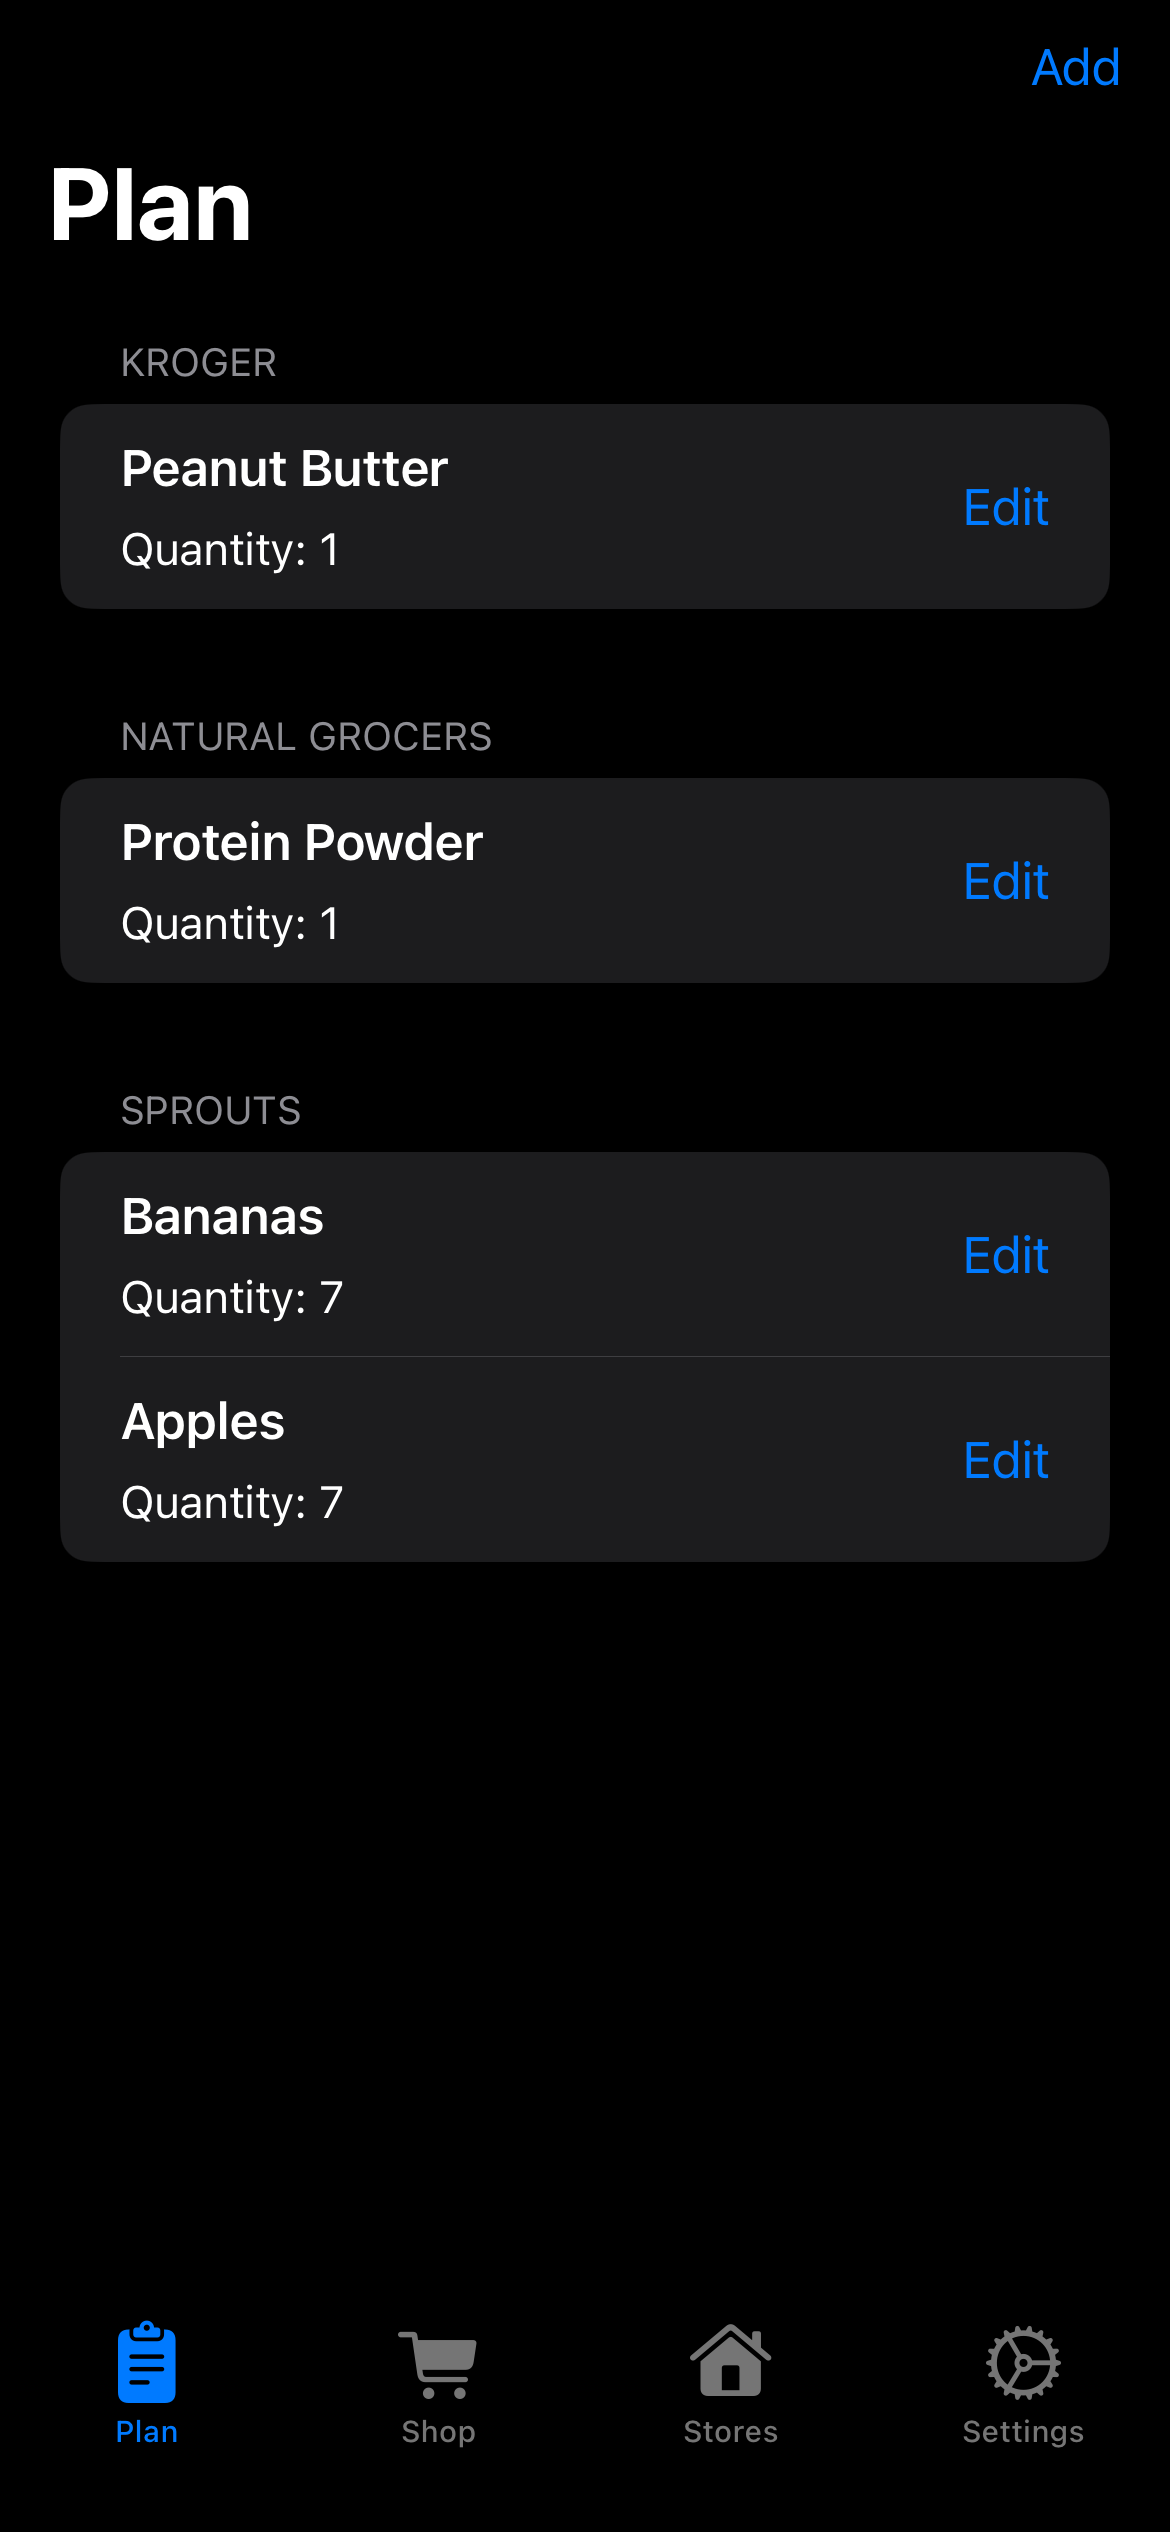 Add
Plan
KROGER
Peanut Butter
Quantity: 1
Edit
NATURAL GROCERS
Protein Powder
Quantity: 1
Edit
SPROUTS
Bananas
Quantity: 7
Edit
Apples
Quantity: 7
Edit
Plan
Shop
Stores
Settings